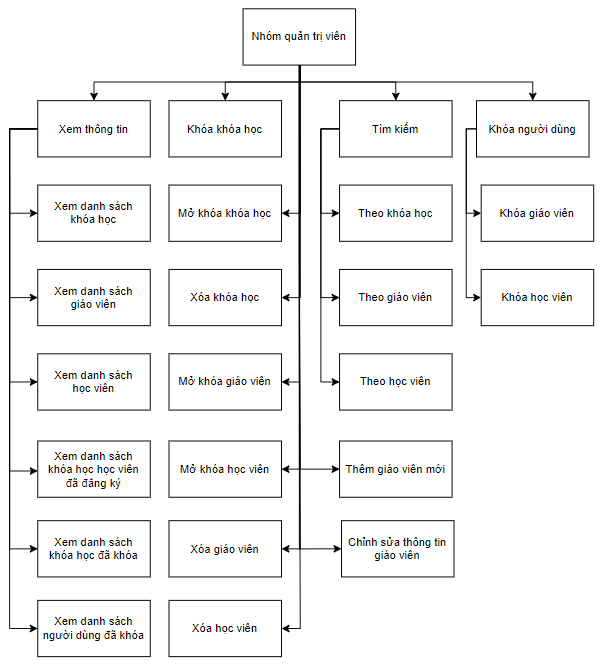 Nhóm quản trị viên
Xem thông tin
Khóa khóa học
Tìm kiếm
Khóa người dùng
Xem danh sách
khóa học
Mở khóa khóa học
Theo khóa học
Khóa giáo viên
Xem danh sách
giáo viên
Xóa khóa học
Theo giáo viên
Khóa học viên
Xem danh sách
học viên
Mở khóa giáo viên
Theo học viên
Xem danh sách
khóa học học viên
đã đăng ký
Mở khóa học viên
Thêm giáo viên mới
Xem danh sách
khóa học đã khóa
Xóa giáo viên
Chỉnh sửa thông tin
giáo viên
Xem danh sách
người dùng đã khóa
Xóa học viên